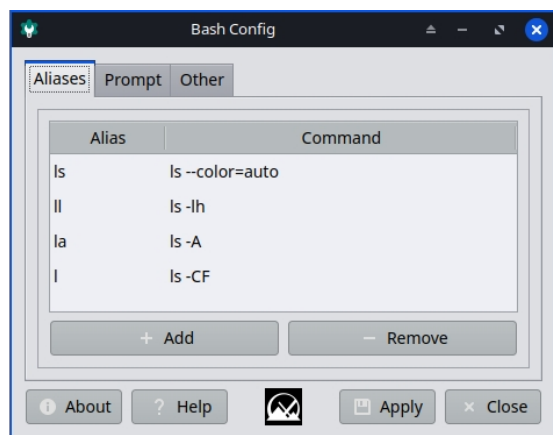 Bash Config
Aliases Prompt Other
Alias Command
ls ls --color=auto
ll ls -lh
la ls -A
l ls -CF
+ Add − Remove
About ? Help Apply × Close